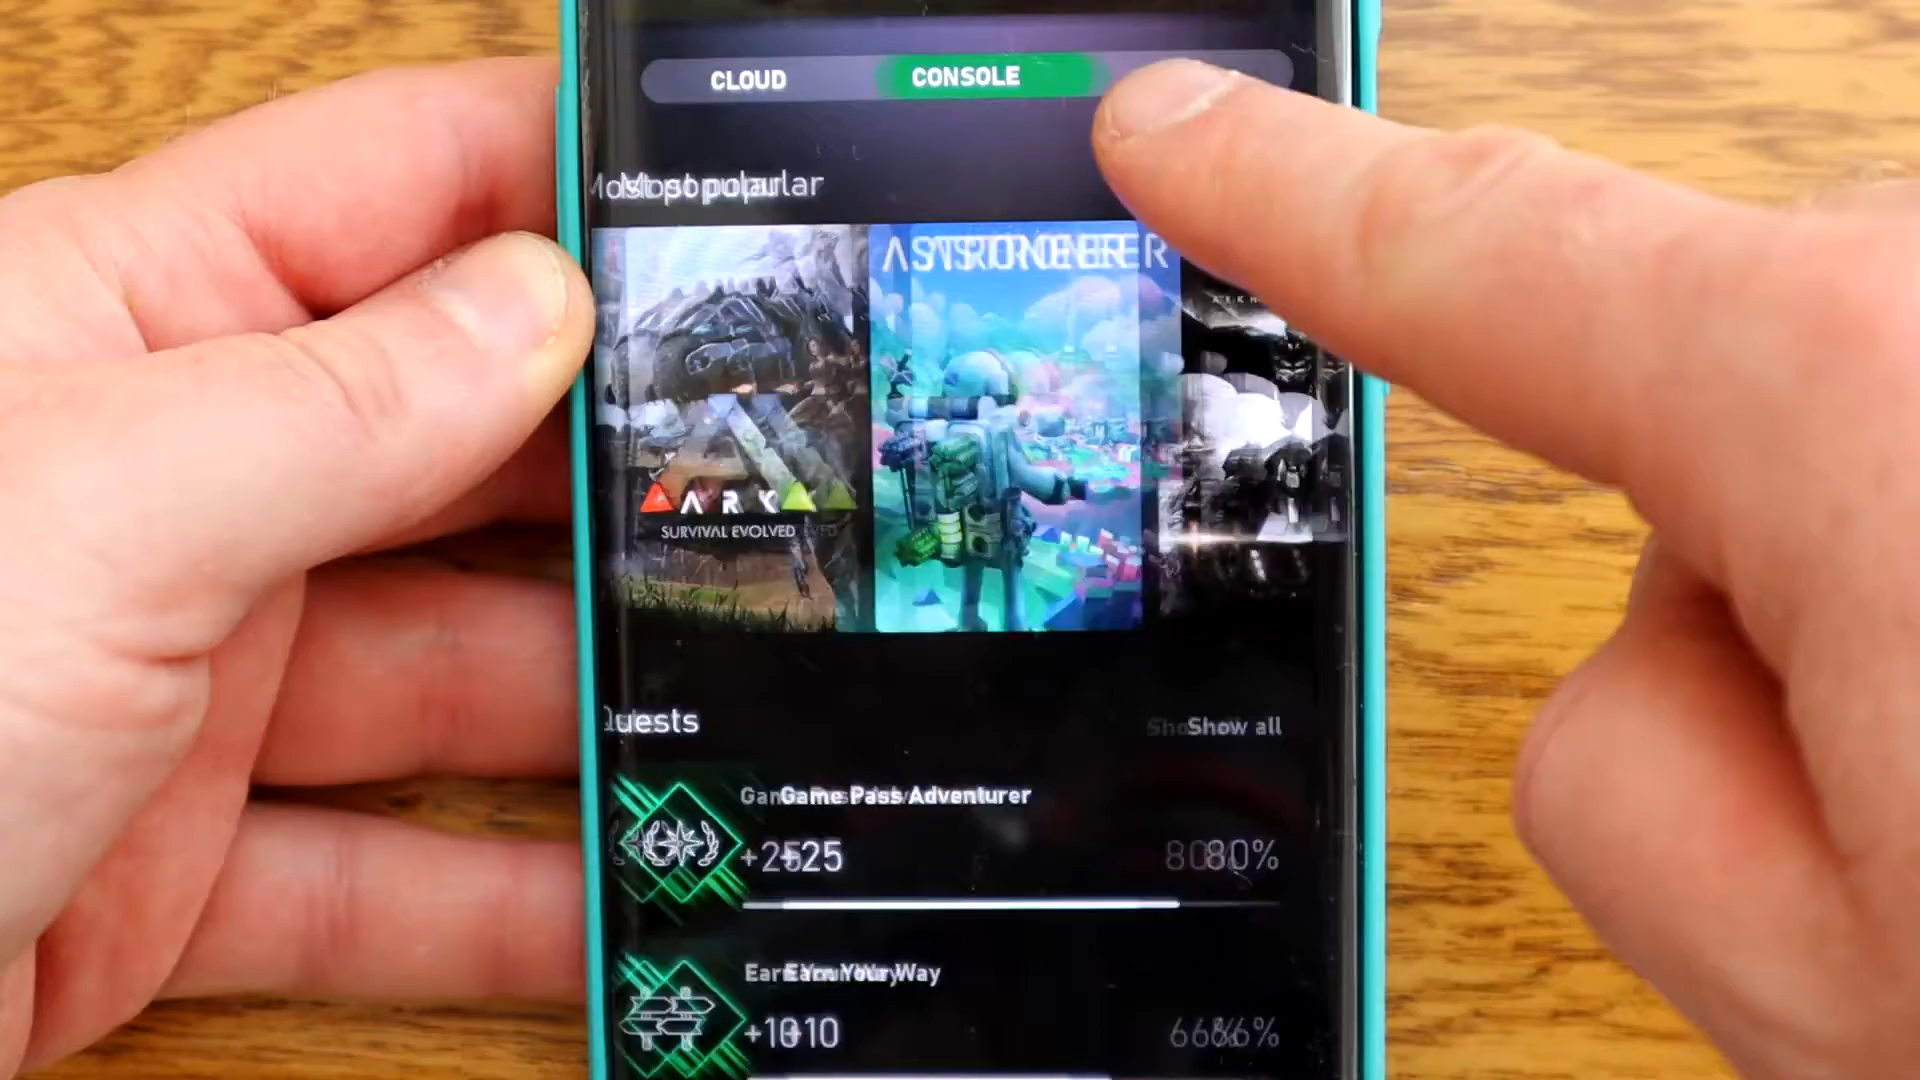 CLOUD CONSOLE
Most popular
ASTRONEER
ARK
SURVIVAL EVOLVED
Quests Show all
Game Pass Adventurer
+25 80%
Earn Your Way
+10 66%